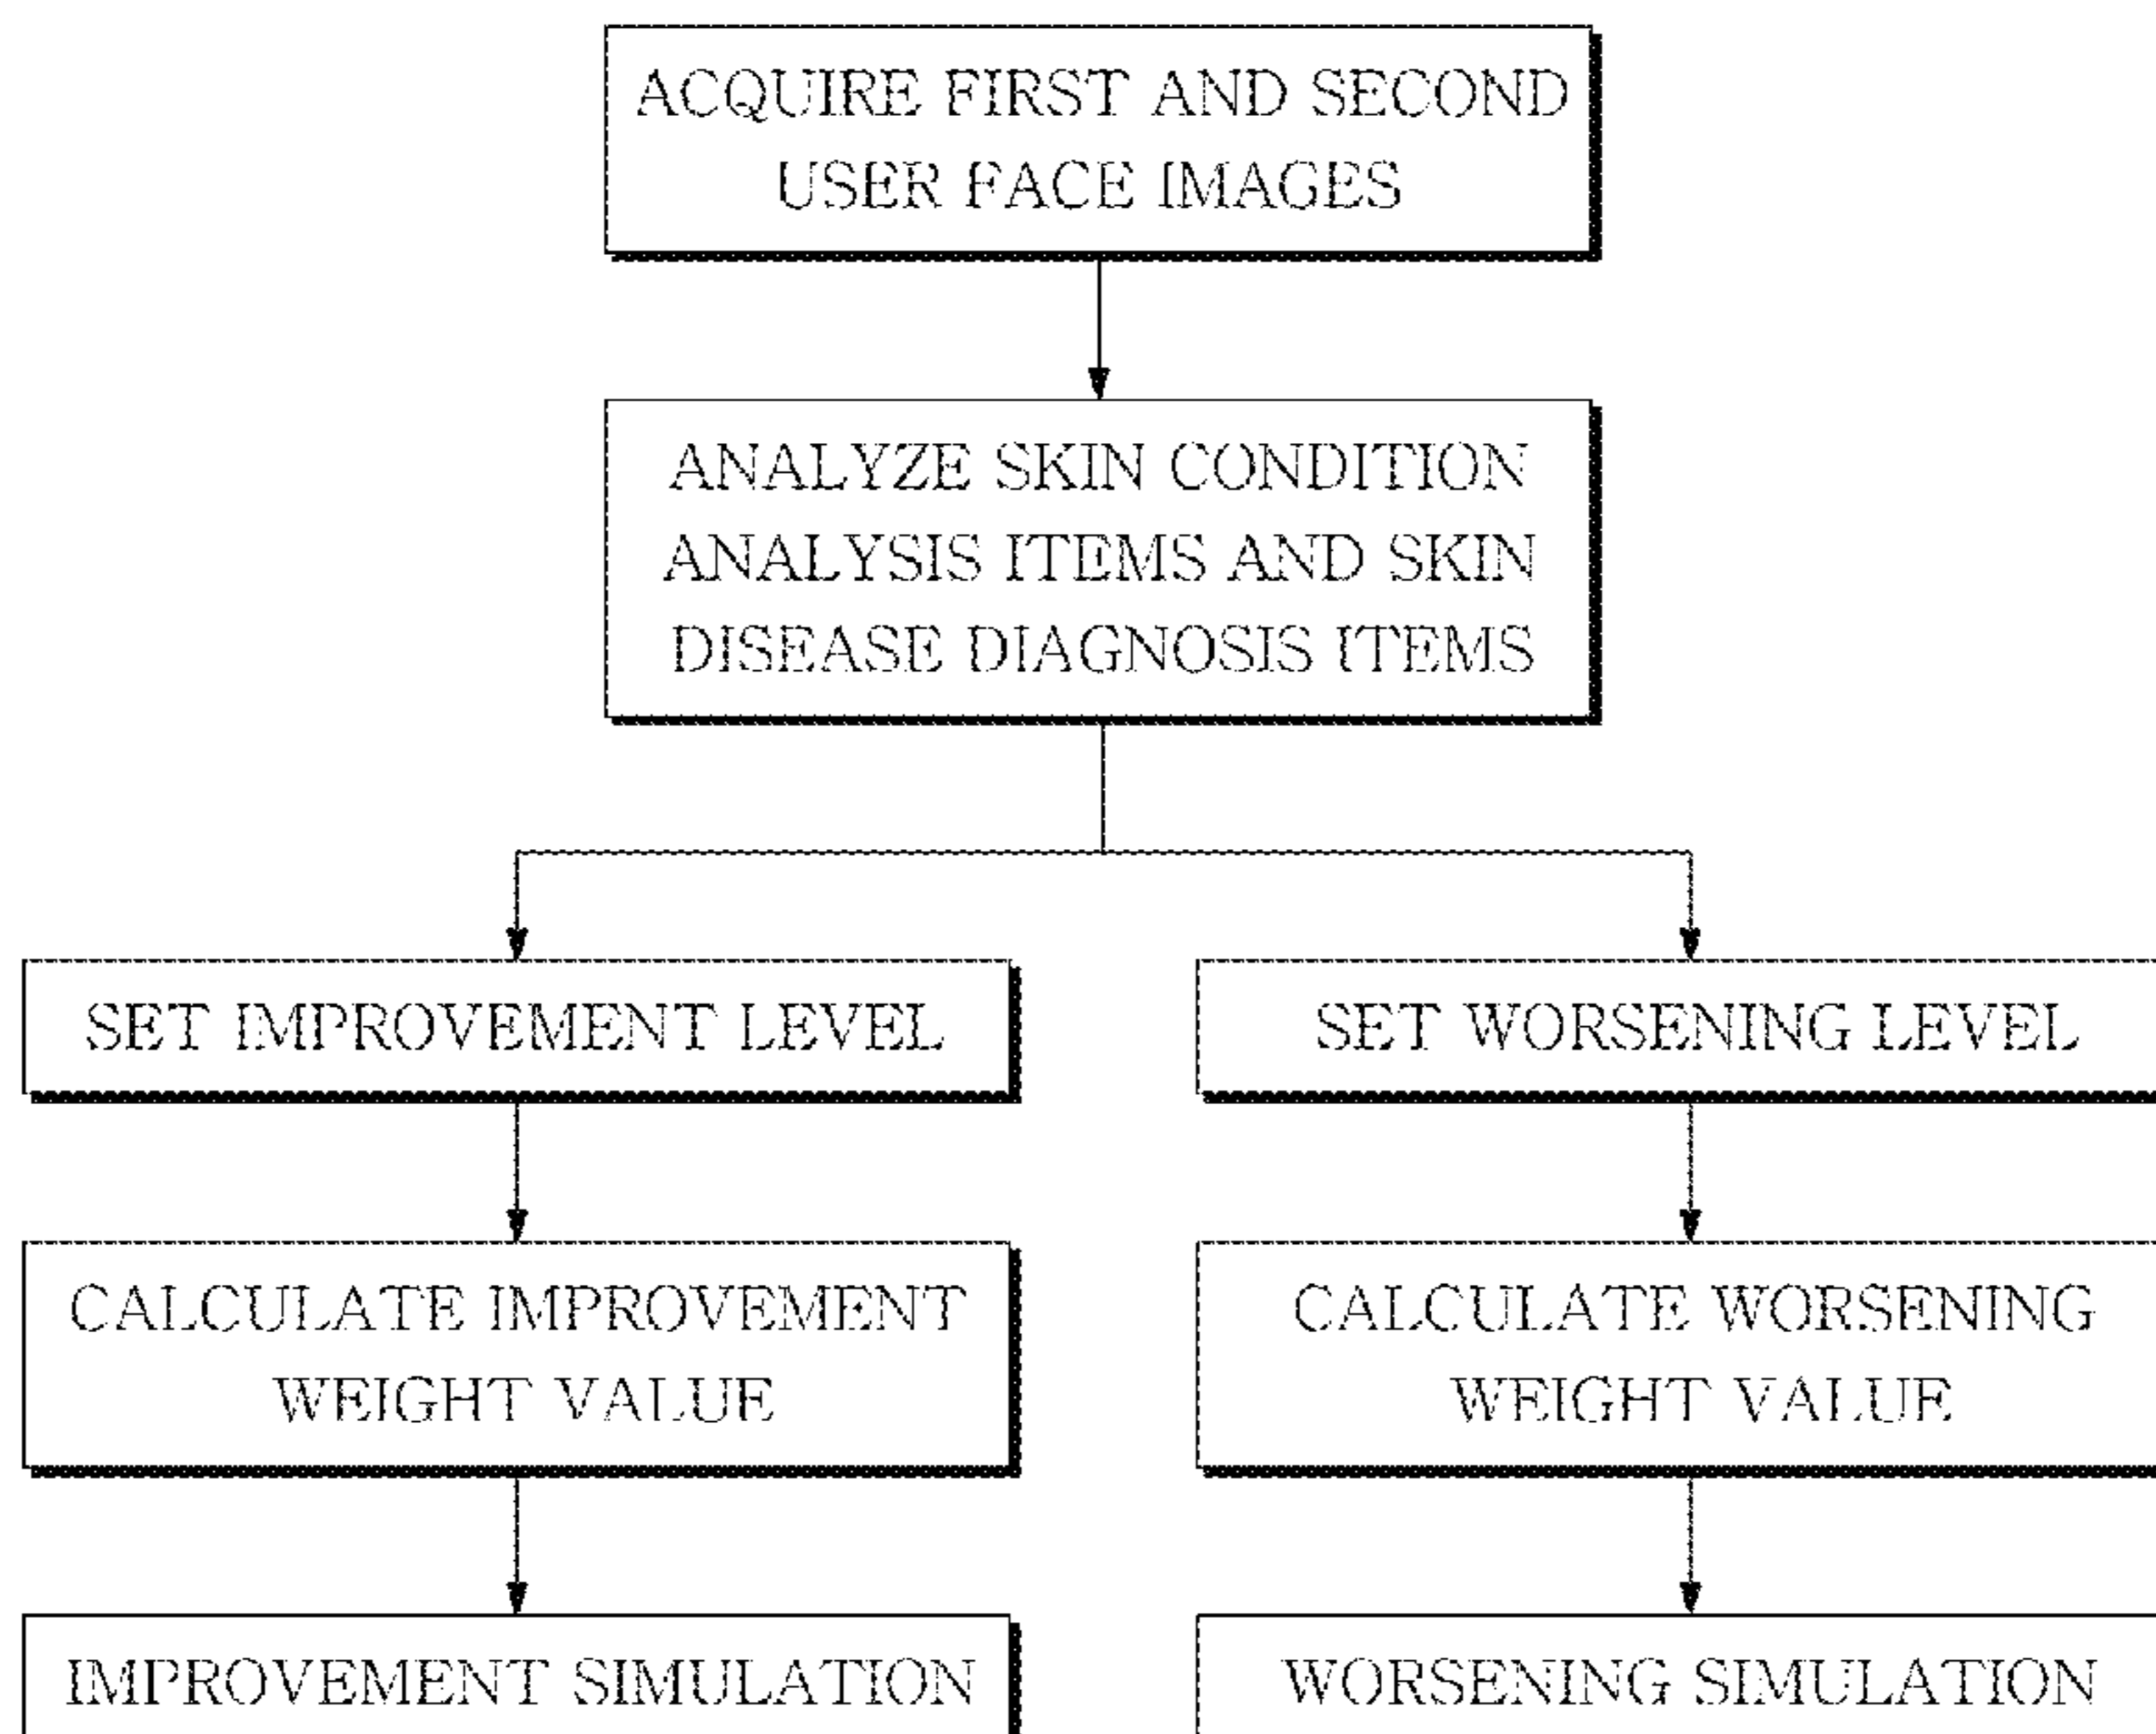 ACQUIRE FIRST AND SECOND
USER FACE IMAGES
ANALYZE SKIN CONDITION
ANALYSIS ITEMS AND SKIN
DISEASE DIAGNOSIS ITEMS
SET IMPROVEMENT LEVEL
SET WORSENING LEVEL
CALCULATE IMPROVEMENT
WEIGHT VALUE
CALCULATE WORSENING
WEIGHT VALUE
IMPROVEMENT SIMULATION
WORSENING SIMULATION